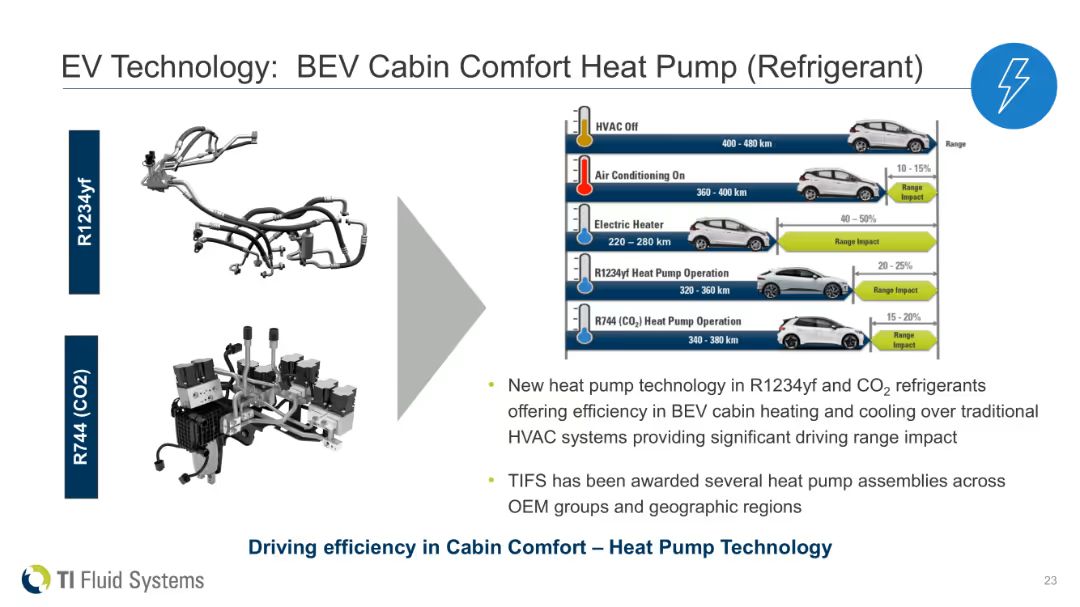 EV Technology:  BEV Cabin Comfort Heat Pump (Refrigerant)
R1234yf
R744 (CO2)
HVAC Off
400 - 480 km
Range
Air Conditioning On
10 - 15%
360 - 400 km
Range
Impact
Electric Heater
40 – 50%
220 – 280 km
Range Impact
R1234yf Heat Pump Operation
20 - 25%
320 - 360 km
Range Impact
R744 (CO₂) Heat Pump Operation
15 - 20%
340 - 380 km
Range
Impact
• New heat pump technology in R1234yf and CO₂ refrigerants
offering efficiency in BEV cabin heating and cooling over traditional
HVAC systems providing significant driving range impact
• TIFS has been awarded several heat pump assemblies across
OEM groups and geographic regions
Driving efficiency in Cabin Comfort – Heat Pump Technology
TI Fluid Systems
23